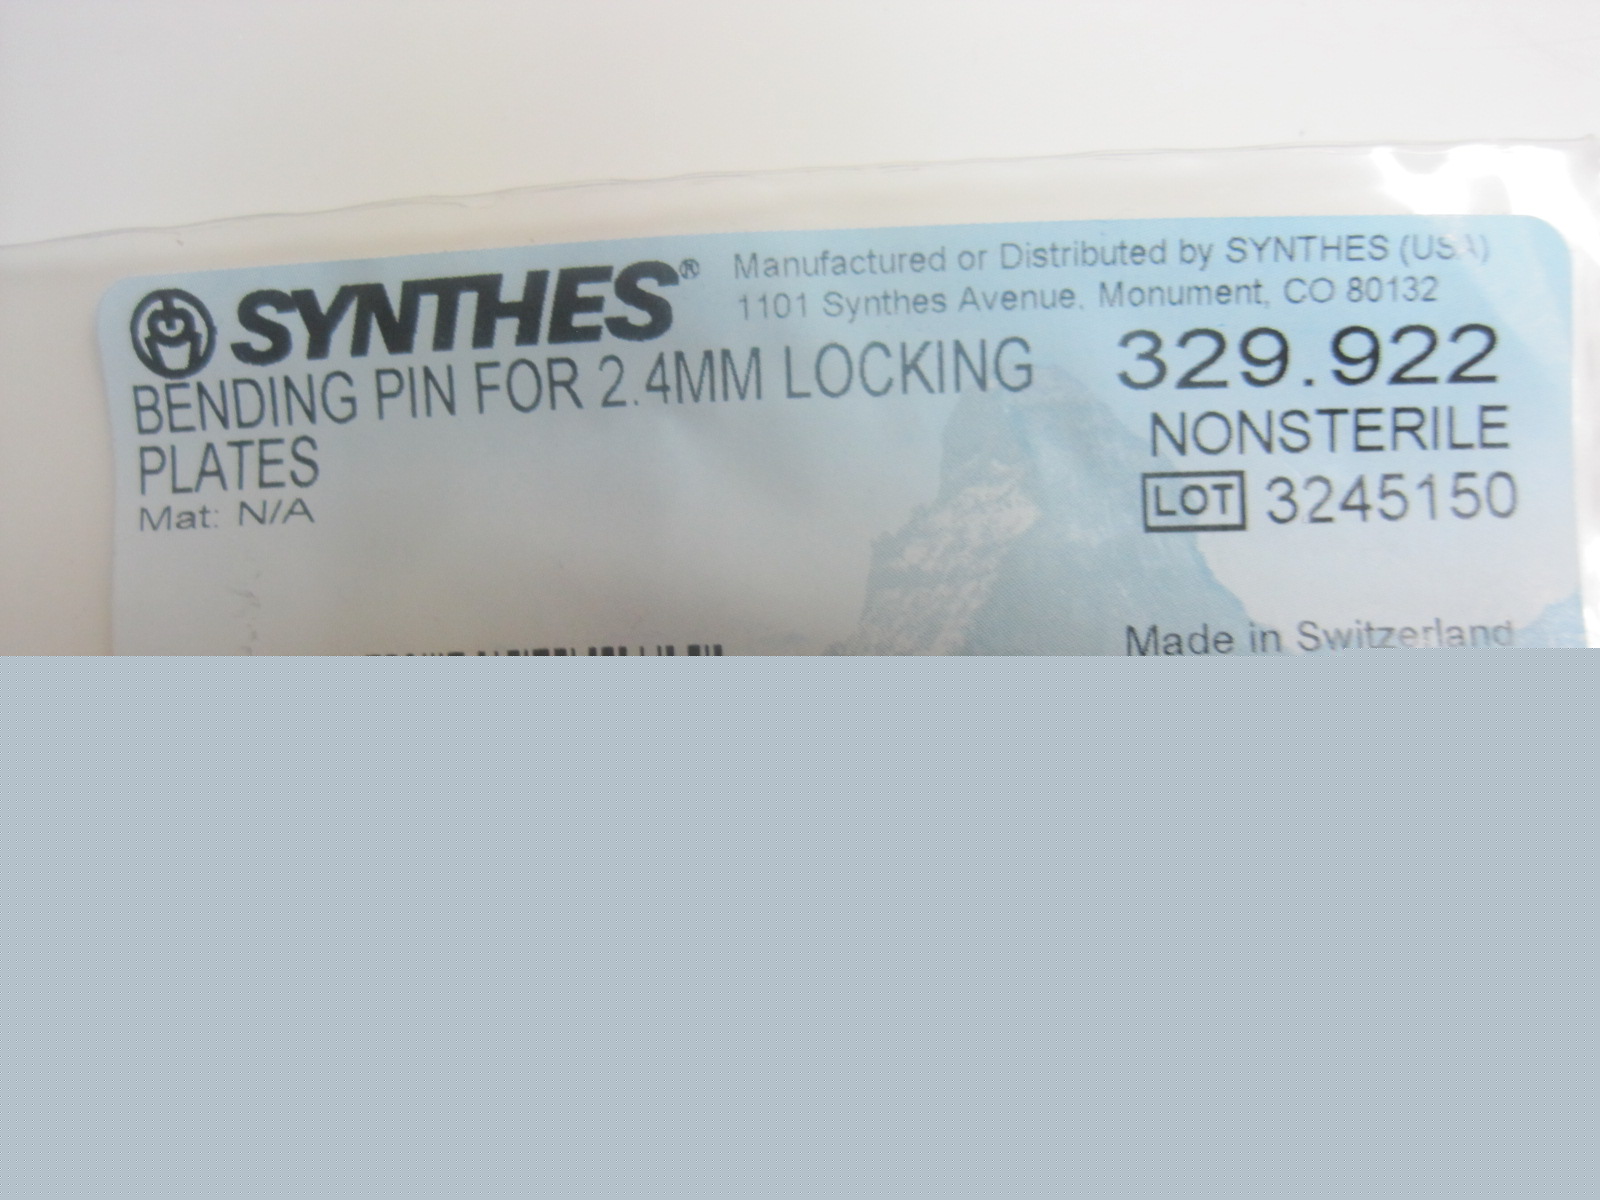 SYNTHES®
Manufactured or Distributed by SYNTHES (USA)
1101 Synthes Avenue, Monument, CO 80132
BENDING PIN FOR 2.4MM LOCKING
PLATES
Mat: N/A
329.922
NONSTERILE
LOT 3245150
Made in Switzerland